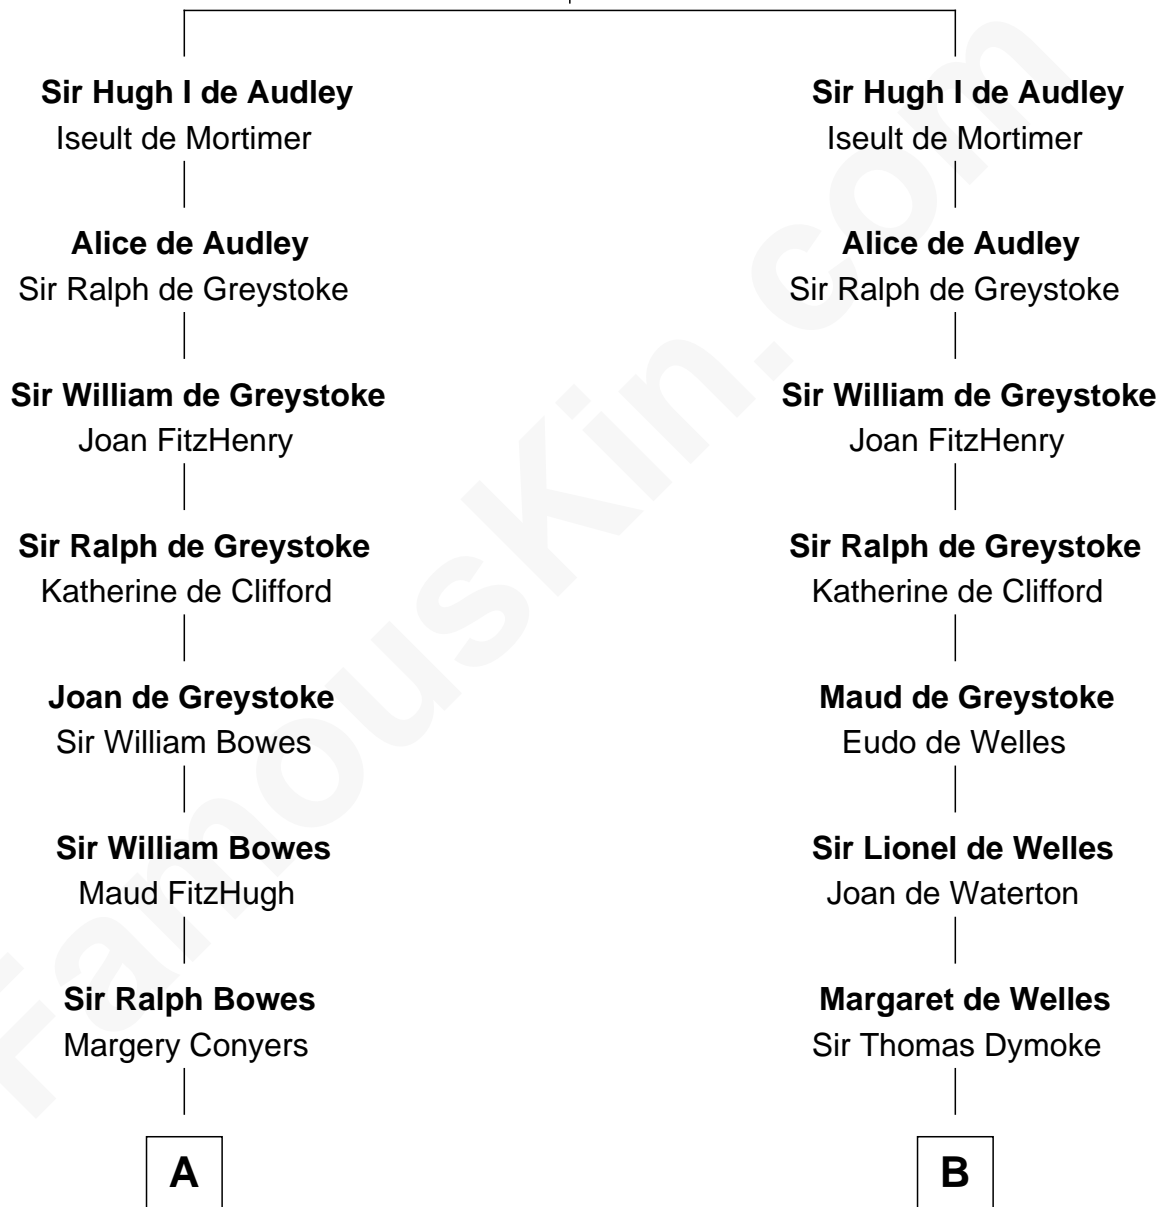 Sir Hugh I de Audley
Iseult de Mortimer
Alice de Audley
Sir Ralph de Greystoke
Sir William de Greystoke
Joan FitzHenry
Sir Ralph de Greystoke
Katherine de Clifford
Joan de Greystoke
Sir William Bowes
Sir William Bowes
Maud FitzHugh
Sir Ralph Bowes
Margery Conyers
A
Sir Hugh I de Audley
Iseult de Mortimer
Alice de Audley
Sir Ralph de Greystoke
Sir William de Greystoke
Joan FitzHenry
Sir Ralph de Greystoke
Katherine de Clifford
Maud de Greystoke
Eudo de Welles
Sir Lionel de Welles
Joan de Waterton
Margaret de Welles
Sir Thomas Dymoke
B
FamousKin.com